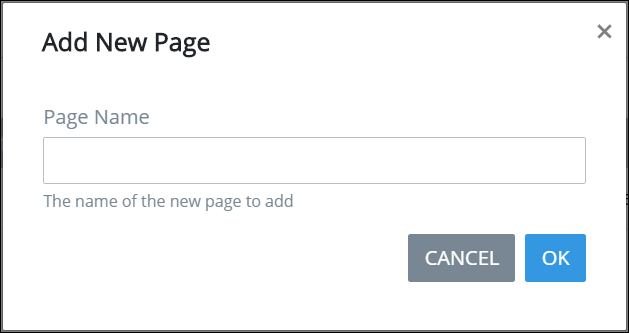 Add New Page
×
Page Name
The name of the new page to add
CANCEL OK